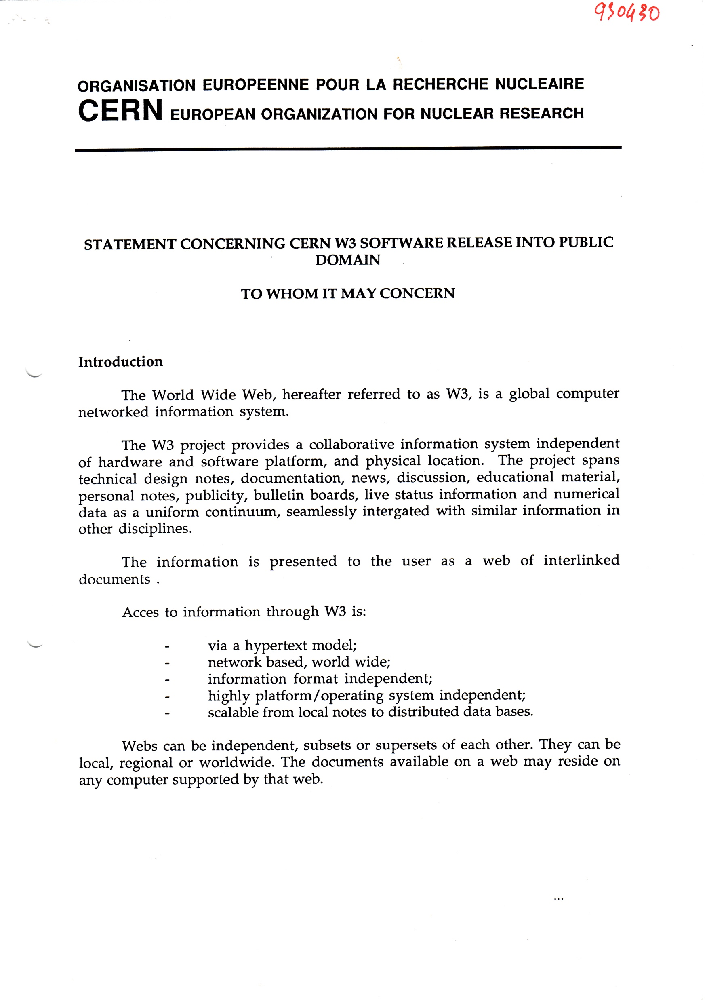 930430
ORGANISATION EUROPEENNE POUR LA RECHERCHE NUCLEAIRE
CERN EUROPEAN ORGANIZATION FOR NUCLEAR RESEARCH
STATEMENT CONCERNING CERN W3 SOFTWARE RELEASE INTO PUBLIC
DOMAIN
TO WHOM IT MAY CONCERN
Introduction
The World Wide Web, hereafter referred to as W3, is a global computer
networked information system.
The W3 project provides a collaborative information system independent
of hardware and software platform, and physical location. The project spans
technical design notes, documentation, news, discussion, educational material,
personal notes, publicity, bulletin boards, live status information and numerical
data as a uniform continuum, seamlessly intergated with similar information in
other disciplines.
The information is presented to the user as a web of interlinked
documents .
Acces to information through W3 is:
- via a hypertext model;
- network based, world wide;
- information format independent;
- highly platform/operating system independent;
- scalable from local notes to distributed data bases.
Webs can be independent, subsets or supersets of each other. They can be
local, regional or worldwide. The documents available on a web may reside on
any computer supported by that web.
...